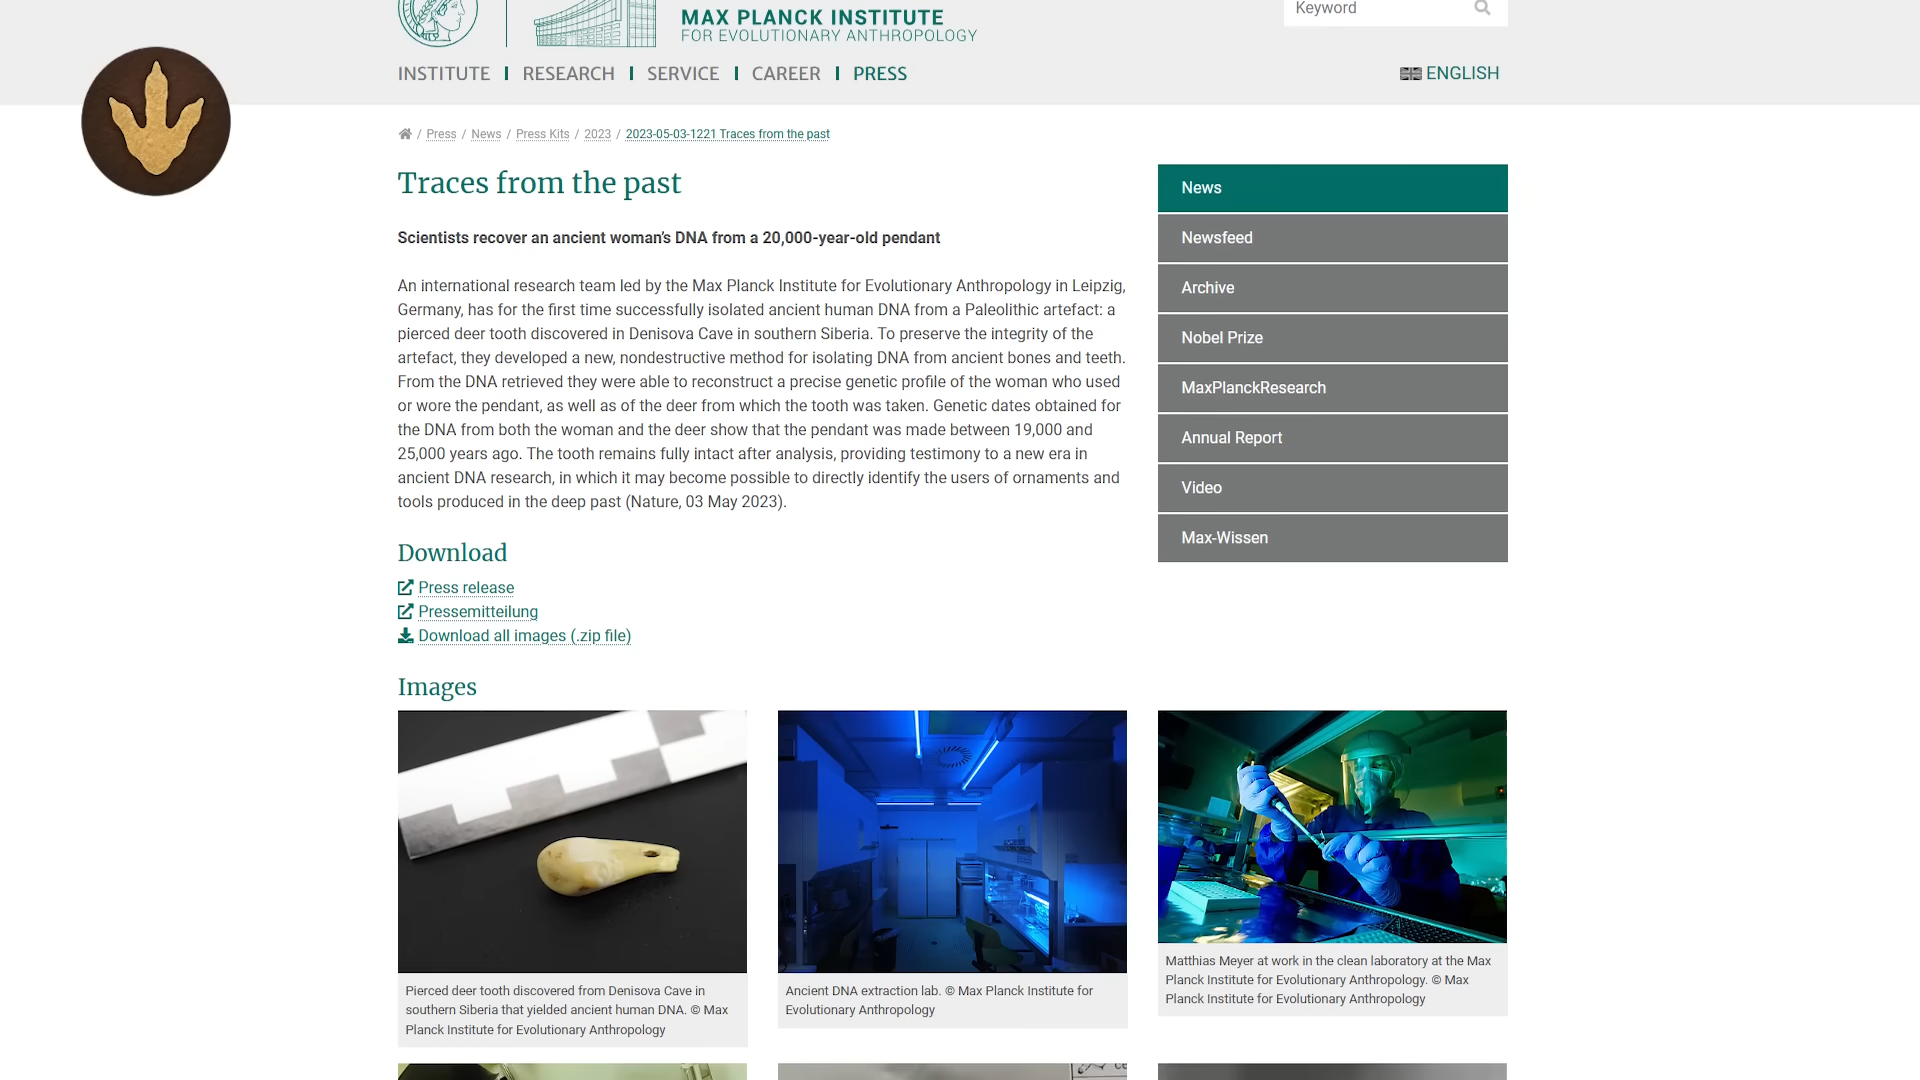 MAX PLANCK INSTITUTE
FOR EVOLUTIONARY ANTHROPOLOGY
Keyword
INSTITUTE RESEARCH SERVICE CAREER PRESS
ENGLISH
/ Press / News / Press Kits / 2023 / 2023-05-03-1221 Traces from the past
Traces from the past
Scientists recover an ancient woman's DNA from a 20,000-year-old pendant
An international research team led by the Max Planck Institute for Evolutionary Anthropology in Leipzig,
Germany, has for the first time successfully isolated ancient human DNA from a Paleolithic artefact: a
pierced deer tooth discovered in Denisova Cave in southern Siberia. To preserve the integrity of the
artefact, they developed a new, nondestructive method for isolating DNA from ancient bones and teeth.
From the DNA retrieved they were able to reconstruct a precise genetic profile of the woman who used
or wore the pendant, as well as of the deer from which the tooth was taken. Genetic dates obtained for
the DNA from both the woman and the deer show that the pendant was made between 19,000 and
25,000 years ago. The tooth remains fully intact after analysis, providing testimony to a new era in
ancient DNA research, in which it may become possible to directly identify the users of ornaments and
tools produced in the deep past (Nature, 03 May 2023).
Download
Press release
Pressemitteilung
Download all images (.zip file)
News
Newsfeed
Archive
Nobel Prize
MaxPlanckResearch
Annual Report
Video
Max-Wissen
Images
Pierced deer tooth discovered from Denisova Cave in
southern Siberia that yielded ancient human DNA. © Max
Planck Institute for Evolutionary Anthropology
Ancient DNA extraction lab. © Max Planck Institute for
Evolutionary Anthropology
Matthias Meyer at work in the clean laboratory at the Max
Planck Institute for Evolutionary Anthropology. © Max
Planck Institute for Evolutionary Anthropology